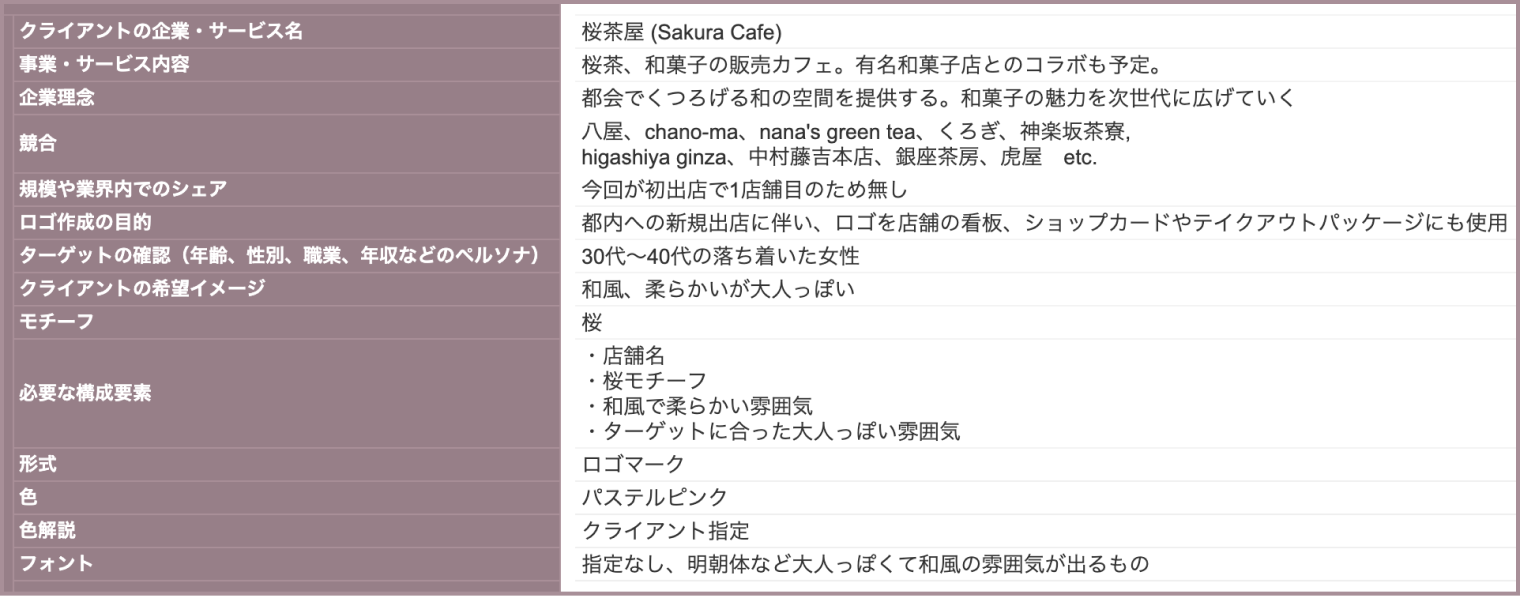 クライアントの企業・サービス名
桜茶屋 (Sakura Cafe)
事業・サービス内容
桜茶、和菓子の販売カフェ。有名和菓子店とのコラボも予定。
企業理念
都会でくつろげる和の空間を提供する。和菓子の魅力を次世代に広げていく
競合
八屋、chano-ma、nana's green tea、くろぎ、神楽坂茶寮,
higashiya ginza、中村藤吉本店、銀座茶房、虎屋　etc.
規模や業界内でのシェア
今回が初出店で1店舗目のため無し
ロゴ作成の目的
都内への新規出店に伴い、ロゴを店舗の看板、ショップカードやテイクアウトパッケージにも使用
ターゲットの確認（年齢、性別、職業、年収などのペルソナ）
30代〜40代の落ち着いた女性
クライアントの希望イメージ
和風、柔らかいが大人っぽい
モチーフ
桜
必要な構成要素
・店舗名
・桜モチーフ
・和風で柔らかい雰囲気
・ターゲットに合った大人っぽい雰囲気
形式
ロゴマーク
色
パステルピンク
色解説
クライアント指定
フォント
指定なし、明朝体など大人っぽくて和風の雰囲気が出るもの